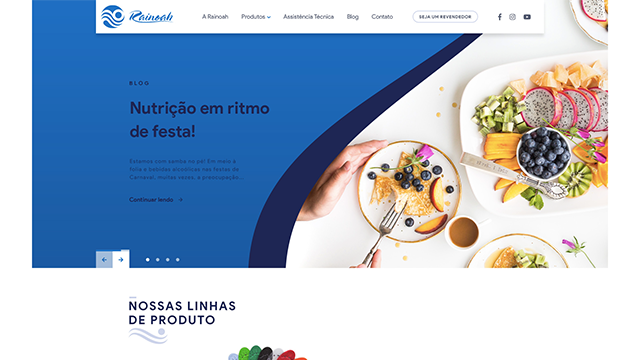 Rainoah
A Rainoah
Produtos
Assistência Técnica
Blog
Contato
SEJA UM REVENDEDOR
BLOG
Nutrição em ritmo
de festa!
Estamos com samba no pé! Em meio à
folia e bebidas alcoólicas nas festas de
Carnaval, muitas vezes, a preocupação...
Continuar lendo
NOSSAS LINHAS
DE PRODUTO